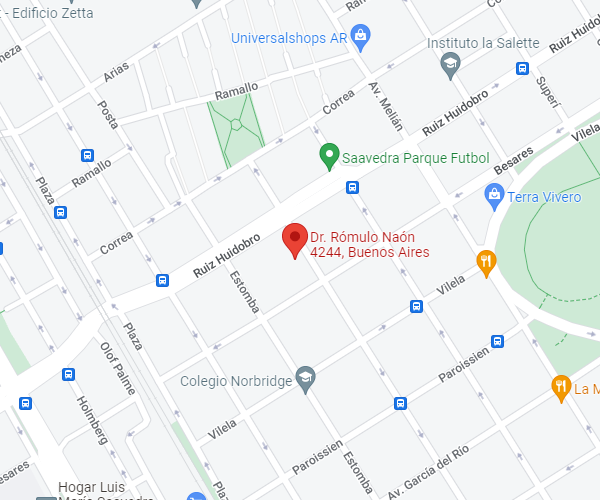 t - Edificio Zetta
Universalshops AR
Instituto la Salette
Ruiz Huidobro
Arias
Ramallo
Correa
Av. Melián
Superí
Posta
Ruiz Huidobro
Vilela
Besares
Saavedra Parque Futbol
Ramallo
Plaza
Terra Vivero
Correa
Ruiz Huidobro
Dr. Rómulo Naón
4244, Buenos Aires
Estomba
Vilela
Plaza
Olof Palme
Paroissien
Colegio Norbridge
La M
Holmberg
Vilela
Paroissien
Estomba
Av. García del Río
Besares
Plaza
Hogar Luis
María Saavedra